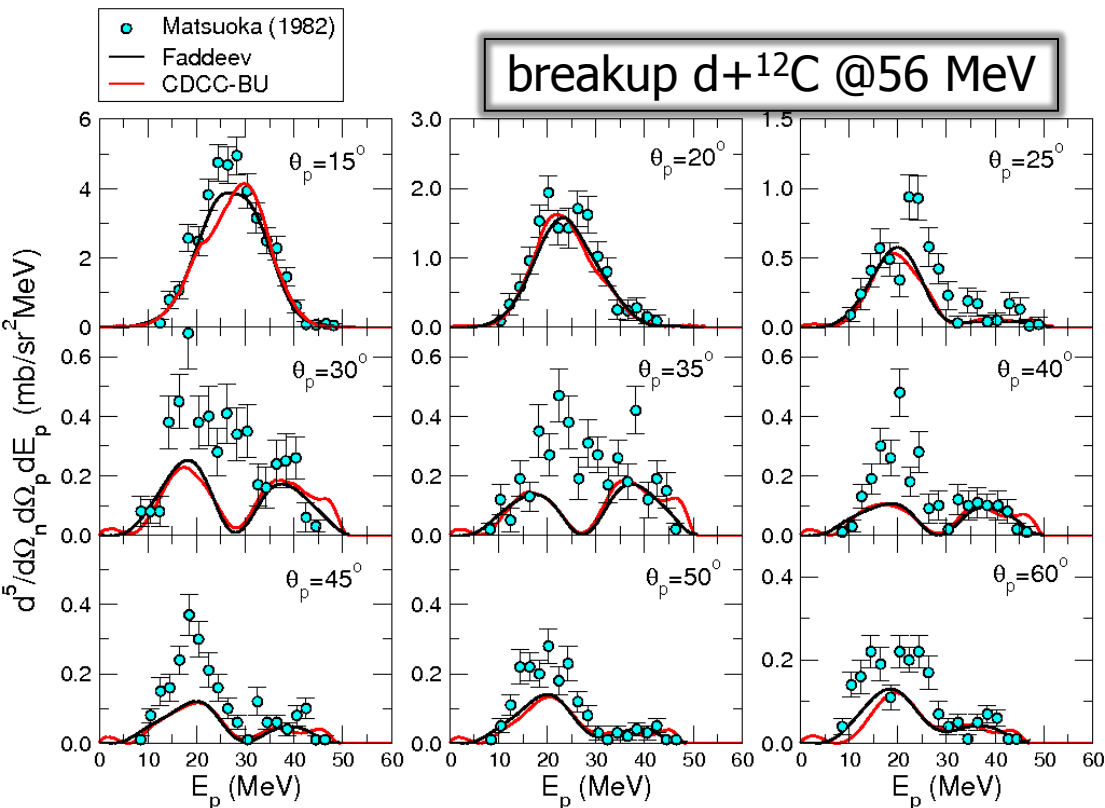 Matsuoka (1982)
Faddeev
CDCC-BU
breakup d+¹²C @56 MeV
6
4
2
0
θp=15°
3.0
2.0
1.0
0.0
θp=20°
1.5
1.0
0.5
0.0
θp=25°
d⁵/dΩn dΩp dEp (mb/sr²MeV)
0.6
0.4
0.2
0.0
θp=30°
0.6
0.4
0.2
0.0
θp=35°
0.6
0.4
0.2
0.0
θp=40°
0.4
0.2
0.0
θp=45°
0.4
0.2
0.0
θp=50°
0.4
0.2
0.0
θp=60°
0 10 20 30 40 50 60
0 10 20 30 40 50 60
0 10 20 30 40 50 60
Ep (MeV)
Ep (MeV)
Ep (MeV)